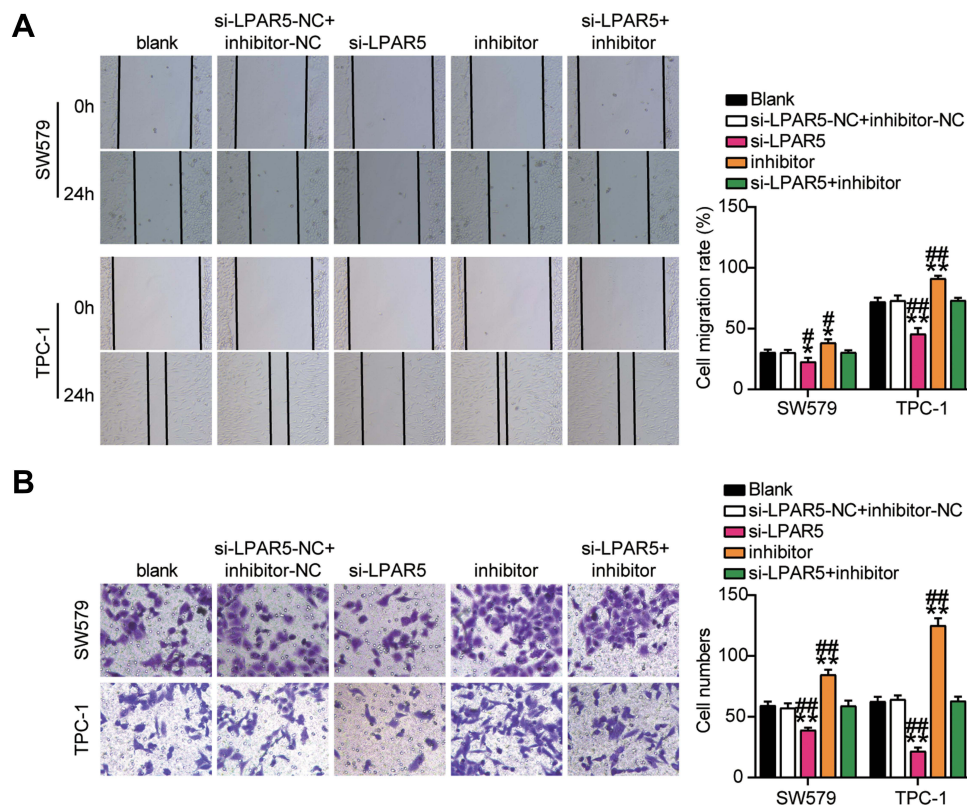 A
blank
si-LPAR5-NC+
inhibitor-NC
si-LPAR5
inhibitor
si-LPAR5+
inhibitor
SW579
0h
24h
TPC-1
0h
24h
Blank
si-LPAR5-NC+inhibitor-NC
si-LPAR5
inhibitor
si-LPAR5+inhibitor
Cell migration rate (%)
150
100
50
0
#
*
#
*
##
**
##
**
SW579
TPC-1
B
blank
si-LPAR5-NC+
inhibitor-NC
si-LPAR5
inhibitor
si-LPAR5+
inhibitor
SW579
TPC-1
Blank
si-LPAR5-NC+inhibitor-NC
si-LPAR5
inhibitor
si-LPAR5+inhibitor
Cell numbers
150
100
50
0
##
**
##
**
##
**
##
**
SW579
TPC-1